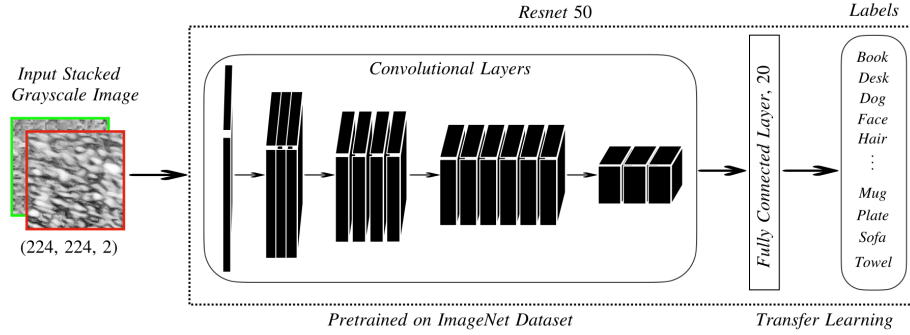 Resnet 50
Labels
Input Stacked
Grayscale Image
(224, 224, 2)
Convolutional Layers
Fully Connected Layer, 20
Book
Desk
Dog
Face
Hair
⋮
Mug
Plate
Sofa
Towel
Pretrained on ImageNet Dataset
Transfer Learning